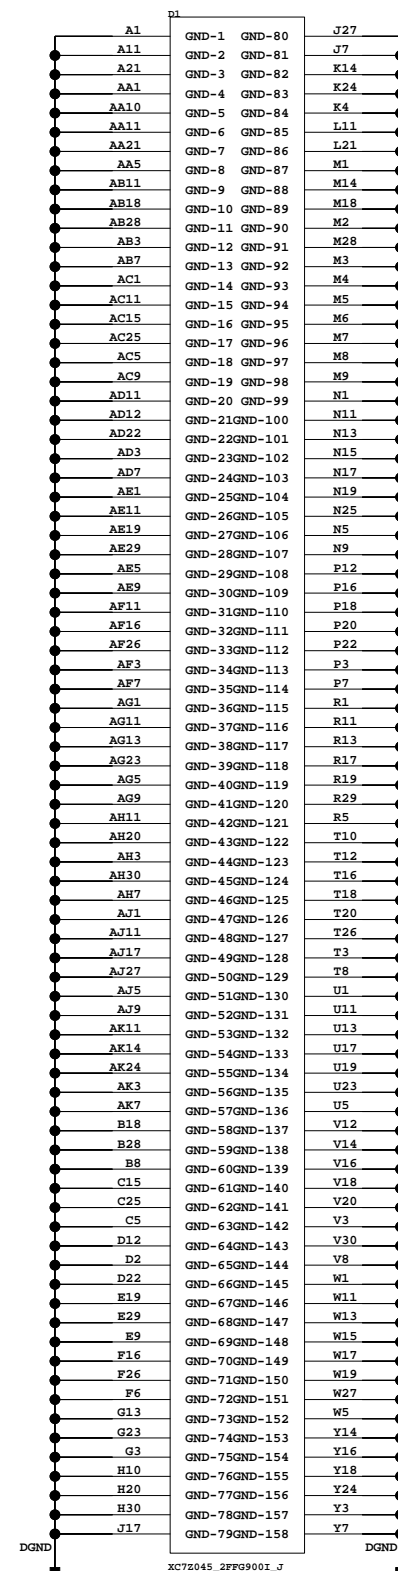 D1
A1 GND-1 GND-80 J27
A11 GND-2 GND-81 J7
A21 GND-3 GND-82 K14
AA1 GND-4 GND-83 K24
AA10 GND-5 GND-84 K4
AA11 GND-6 GND-85 L11
AA21 GND-7 GND-86 L21
AA5 GND-8 GND-87 M1
AB11 GND-9 GND-88 M14
AB18 GND-10 GND-89 M18
AB28 GND-11 GND-90 M2
AB3 GND-12 GND-91 M28
AB7 GND-13 GND-92 M3
AC1 GND-14 GND-93 M4
AC11 GND-15 GND-94 M5
AC15 GND-16 GND-95 M6
AC25 GND-17 GND-96 M7
AC5 GND-18 GND-97 M8
AC9 GND-19 GND-98 M9
AD11 GND-20 GND-99 N1
AD12 GND-21GND-100 N11
AD22 GND-22GND-101 N13
AD3 GND-23GND-102 N15
AD7 GND-24GND-103 N17
AE1 GND-25GND-104 N19
AE11 GND-26GND-105 N25
AE19 GND-27GND-106 N5
AE29 GND-28GND-107 N9
AE5 GND-29GND-108 P12
AE9 GND-30GND-109 P16
AF11 GND-31GND-110 P18
AF16 GND-32GND-111 P20
AF26 GND-33GND-112 P22
AF3 GND-34GND-113 P3
AF7 GND-35GND-114 P7
AG1 GND-36GND-115 R1
AG11 GND-37GND-116 R11
AG13 GND-38GND-117 R13
AG23 GND-39GND-118 R17
AG5 GND-40GND-119 R19
AG9 GND-41GND-120 R29
AH11 GND-42GND-121 R5
AH20 GND-43GND-122 T10
AH3 GND-44GND-123 T12
AH30 GND-45GND-124 T16
AH7 GND-46GND-125 T18
AJ1 GND-47GND-126 T20
AJ11 GND-48GND-127 T26
AJ17 GND-49GND-128 T3
AJ27 GND-50GND-129 T8
AJ5 GND-51GND-130 U1
AJ9 GND-52GND-131 U11
AK11 GND-53GND-132 U13
AK14 GND-54GND-133 U17
AK24 GND-55GND-134 U19
AK3 GND-56GND-135 U23
AK7 GND-57GND-136 U5
B18 GND-58GND-137 V12
B28 GND-59GND-138 V14
B8 GND-60GND-139 V16
C15 GND-61GND-140 V18
C25 GND-62GND-141 V20
C5 GND-63GND-142 V3
D12 GND-64GND-143 V30
D2 GND-65GND-144 V8
D22 GND-66GND-145 W1
E19 GND-67GND-146 W11
E29 GND-68GND-147 W13
E9 GND-69GND-148 W15
F16 GND-70GND-149 W17
F26 GND-71GND-150 W19
F6 GND-72GND-151 W27
G13 GND-73GND-152 W5
G23 GND-74GND-153 Y14
G3 GND-75GND-154 Y16
H10 GND-76GND-155 Y18
H20 GND-77GND-156 Y24
H30 GND-78GND-157 Y3
J17 GND-79GND-158 Y7
DGND DGND
XC7Z045_2FFG900I_J